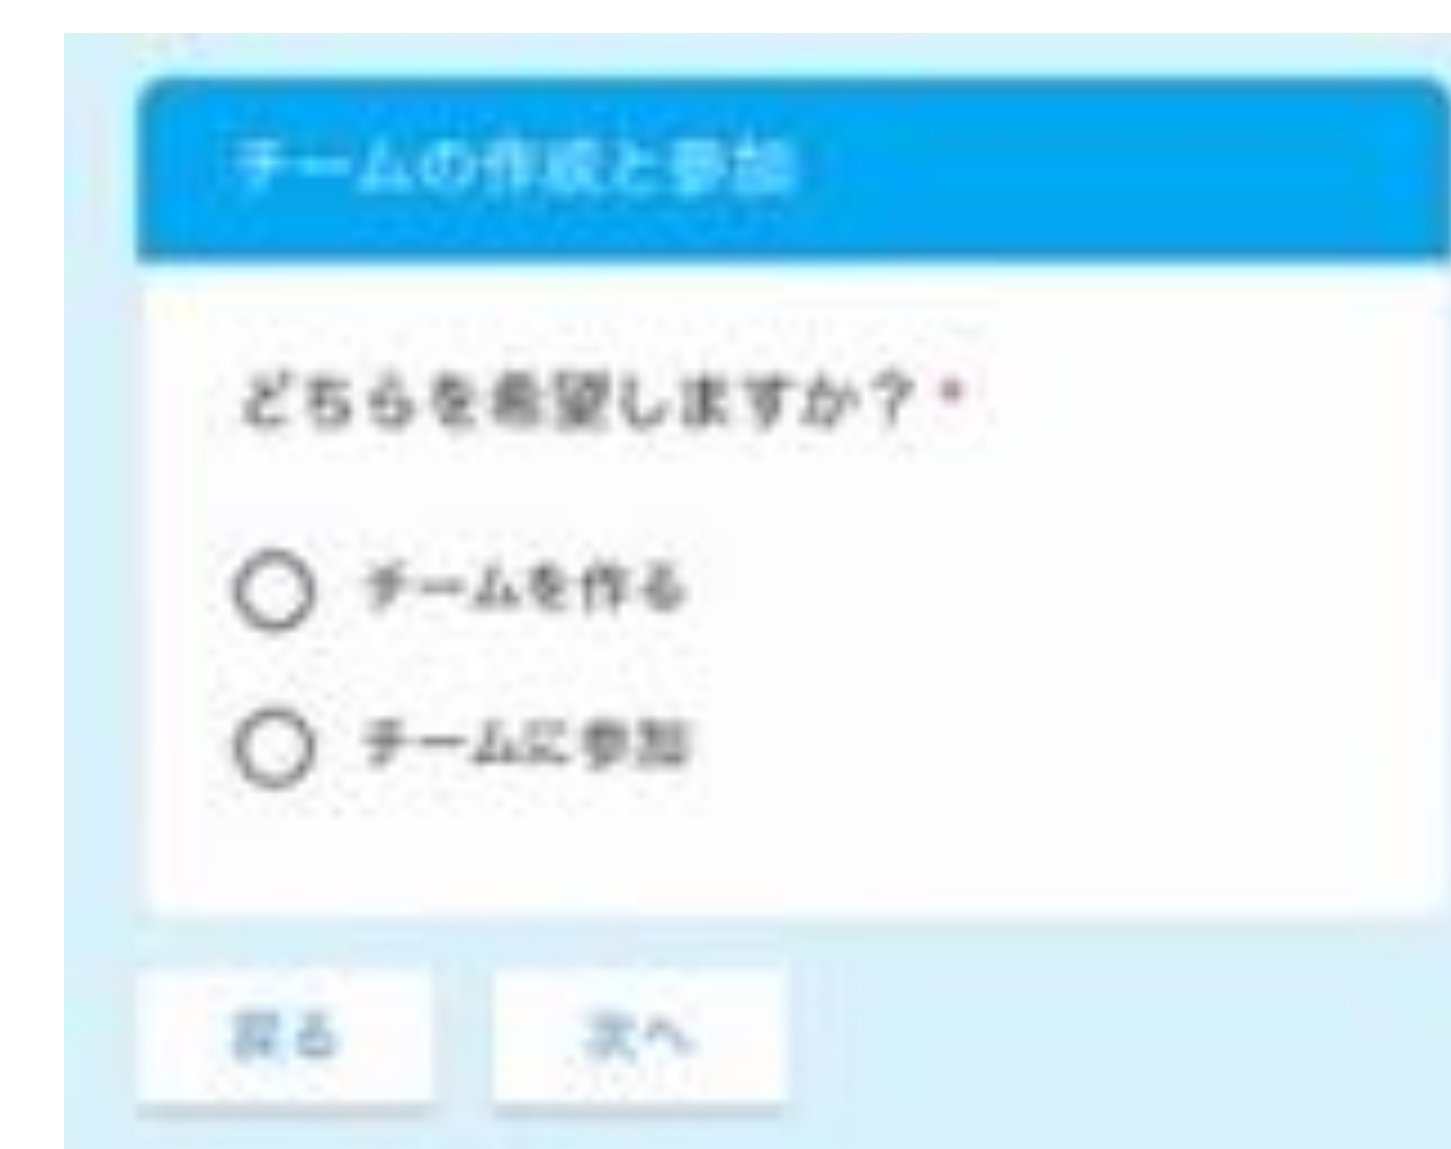 チームの作成と参加
どちらを希望しますか？ *
チームを作る
チームに参加
戻る 次へ